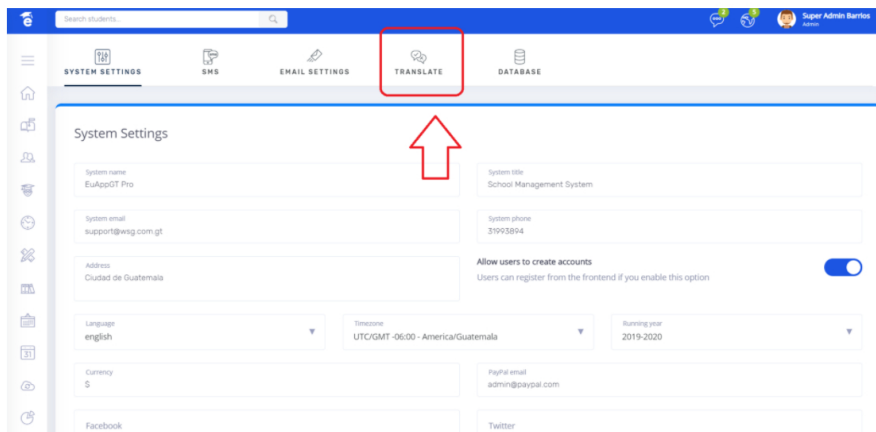 Search students...
2
5
Super Admin Barrios
Admin
SYSTEM SETTINGS
SMS
EMAIL SETTINGS
TRANSLATE
DATABASE
System Settings
System name
EuAppGT Pro
System title
School Management System
System email
support@wsg.com.gt
System phone
31993894
Address
Ciudad de Guatemala
Allow users to create accounts
Users can register from the frontend if you enable this option
Language
english
Timezone
UTC/GMT -06:00 - America/Guatemala
Running year
2019-2020
Currency
$
PayPal email
admin@paypal.com
Facebook
Twitter
31